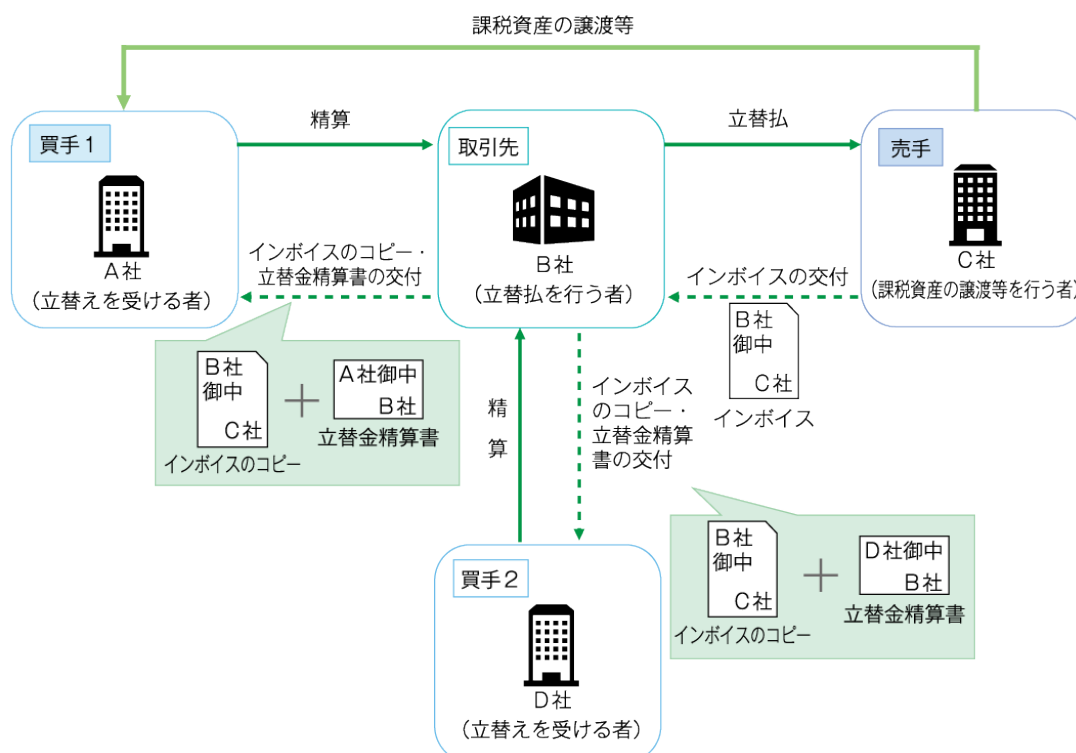 課税資産の譲渡等
買手１
A社
（立替えを受ける者）
精算
取引先
B社
（立替払を行う者）
立替払
売手
C社
（課税資産の譲渡等を行う者）
インボイスのコピー・
立替金精算書の交付
インボイスの交付
B社
御中
C社
インボイス
B社
御中
C社
インボイスのコピー
A社御中
B社
立替金精算書
精
算
インボイス
のコピー・
立替金精算
書の交付
買手２
D社
（立替えを受ける者）
B社
御中
C社
インボイスのコピー
D社御中
B社
立替金精算書